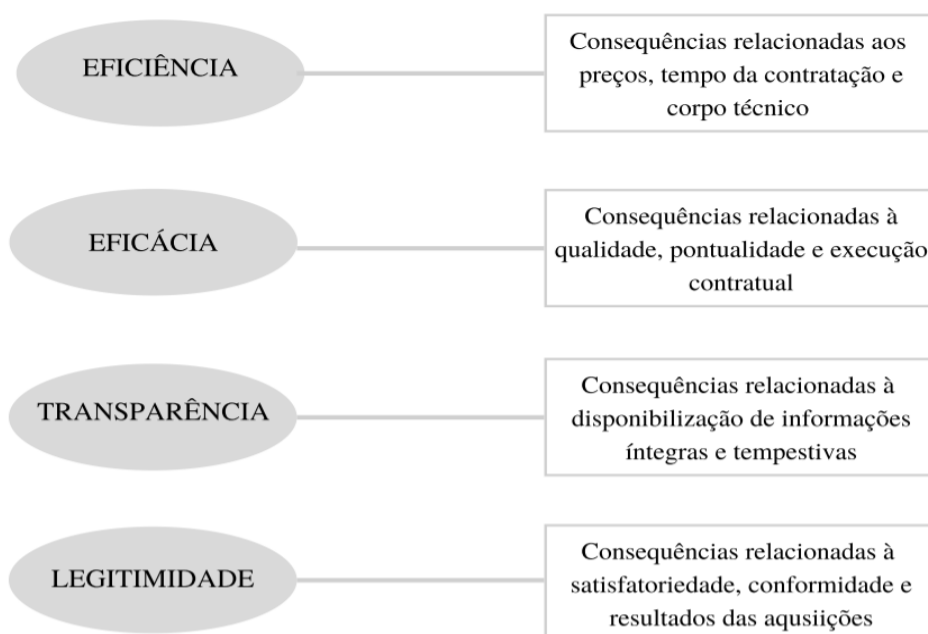 EFICIÊNCIA
Consequências relacionadas aos
preços, tempo da contratação e
corpo técnico
EFICÁCIA
Consequências relacionadas à
qualidade, pontualidade e execução
contratual
TRANSPARÊNCIA
Consequências relacionadas à
disponibilização de informações
íntegras e tempestivas
LEGITIMIDADE
Consequências relacionadas à
satisfatoriedade, conformidade e
resultados das aqusiições